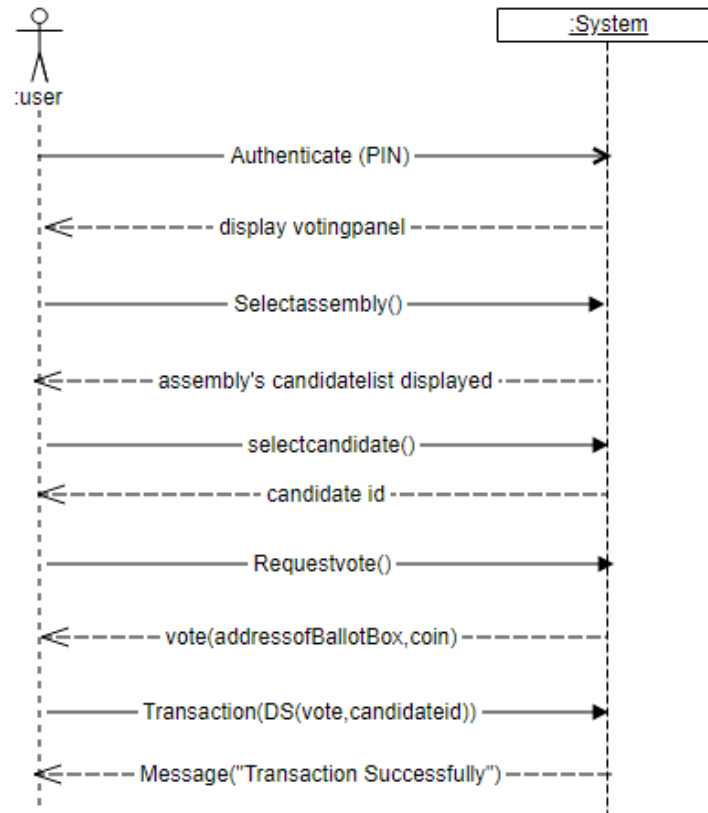 :System
:user
Authenticate (PIN)
display votingpanel
Selectassembly()
assembly's candidatelist displayed
selectcandidate()
candidate id
Requestvote()
vote(addressofBallotBox,coin)
Transaction(DS(vote,candidateid))
Message("Transaction Successfully")